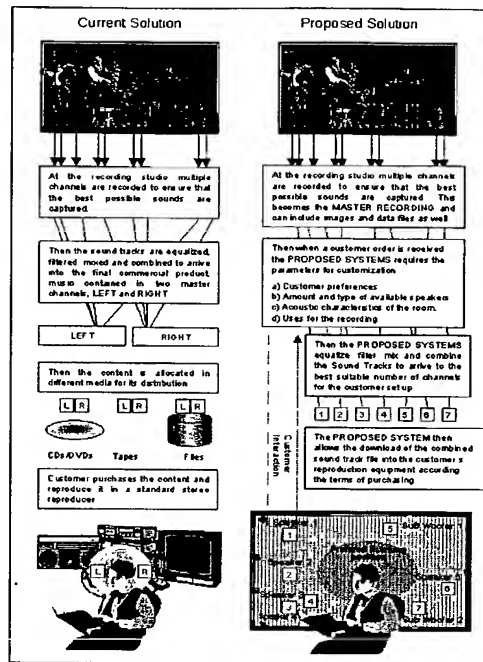 Current Solution
At the recording studio multiple
channels are recorded to ensure that
the best possible sounds are
captured.
Then the sound tracks are equalized,
filtered mixed and combined to arrive
into the final commercial product,
music contained in two master
channels, LEFT and RIGHT
LEFT RIGHT
Then the content is allocated in
different media for its distribution
L R L R L R
CDs/DVDs Tapes Files
Customer purchases the content and
reproduce it in a standard stereo
reproducer
L R
Proposed Solution
At the recording studio multiple channels
are recorded to ensure that the best
possible sounds are captured This
becomes the MASTER RECORDING and
can include images and data files as well
Then when a customer order is received
the PROPOSED SYSTEMS requires the
parameters for customization
a) Customer preferences
b) Amount and type of available speakers
c) Acoustic characteristics of the room.
d) Uses for the recording
Then the PROPOSED SYSTEMS
equalize filter mix and combine
the Sound Tracks to arrive to the
best suitable number of channels
for the customer setup
1 2 3 4 5 6 7
Customer
Interaction
The PROPOSED SYSTEM then
allows the download of the combined
sound track file into the customer s
reproduction equipment according
the terms of purchasing
Speaker
1
5
Sub Woofer 1
2
Speaker 5
6
3
4
7
Sub Woofer 2